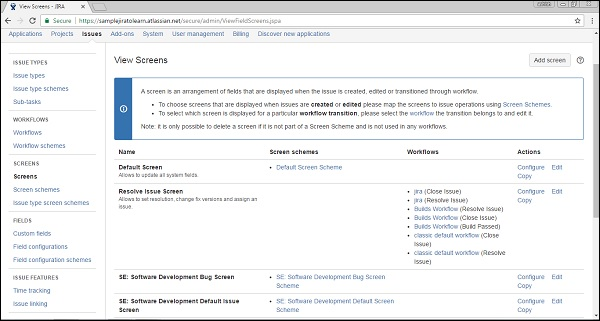 View Screens - JIRA
Secure | https://samplejiratolearn.atlassian.net/secure/admin/ViewFieldScreens.jspa
Applications Projects Issues Add-ons System User management Billing Discover new applications
ISSUE TYPES
Issue types
Issue type schemes
Sub-tasks
WORKFLOWS
Workflows
Workflow schemes
SCREENS
Screens
Screen schemes
Issue type screen schemes
FIELDS
Custom fields
Field configurations
Field configuration schemes
ISSUE FEATURES
Time tracking
Issue linking
View Screens
Add screen
A screen is an arrangement of fields that are displayed when the issue is created, edited or transitioned through workflow.
• To choose screens that are displayed when issues are created or edited please map the screens to issue operations using Screen Schemes.
• To select which screen is displayed for a particular workflow transition, please select the workflow the transition belongs to and edit it.
Note: it is only possible to delete a screen if it is not part of a Screen Scheme and is not used in any workflows.
Name Screen schemes Workflows Actions
Default Screen
Allows to update all system fields.
• Default Screen Scheme
Configure Edit
Copy
Resolve Issue Screen
Allows to set resolution, change fix versions and assign an
issue.
• jira (Close Issue)
• jira (Resolve Issue)
• Builds Workflow (Resolve Issue)
• Builds Workflow (Close Issue)
• Builds Workflow (Build Passed)
• classic default workflow (Close
Issue)
• classic default workflow (Resolve
Issue)
Configure Edit
Copy
SE: Software Development Bug Screen
• SE: Software Development Bug Screen
Scheme
Configure Edit
Copy
SE: Software Development Default Issue
Screen
• SE: Software Development Default Screen
Scheme
Configure Edit
Copy